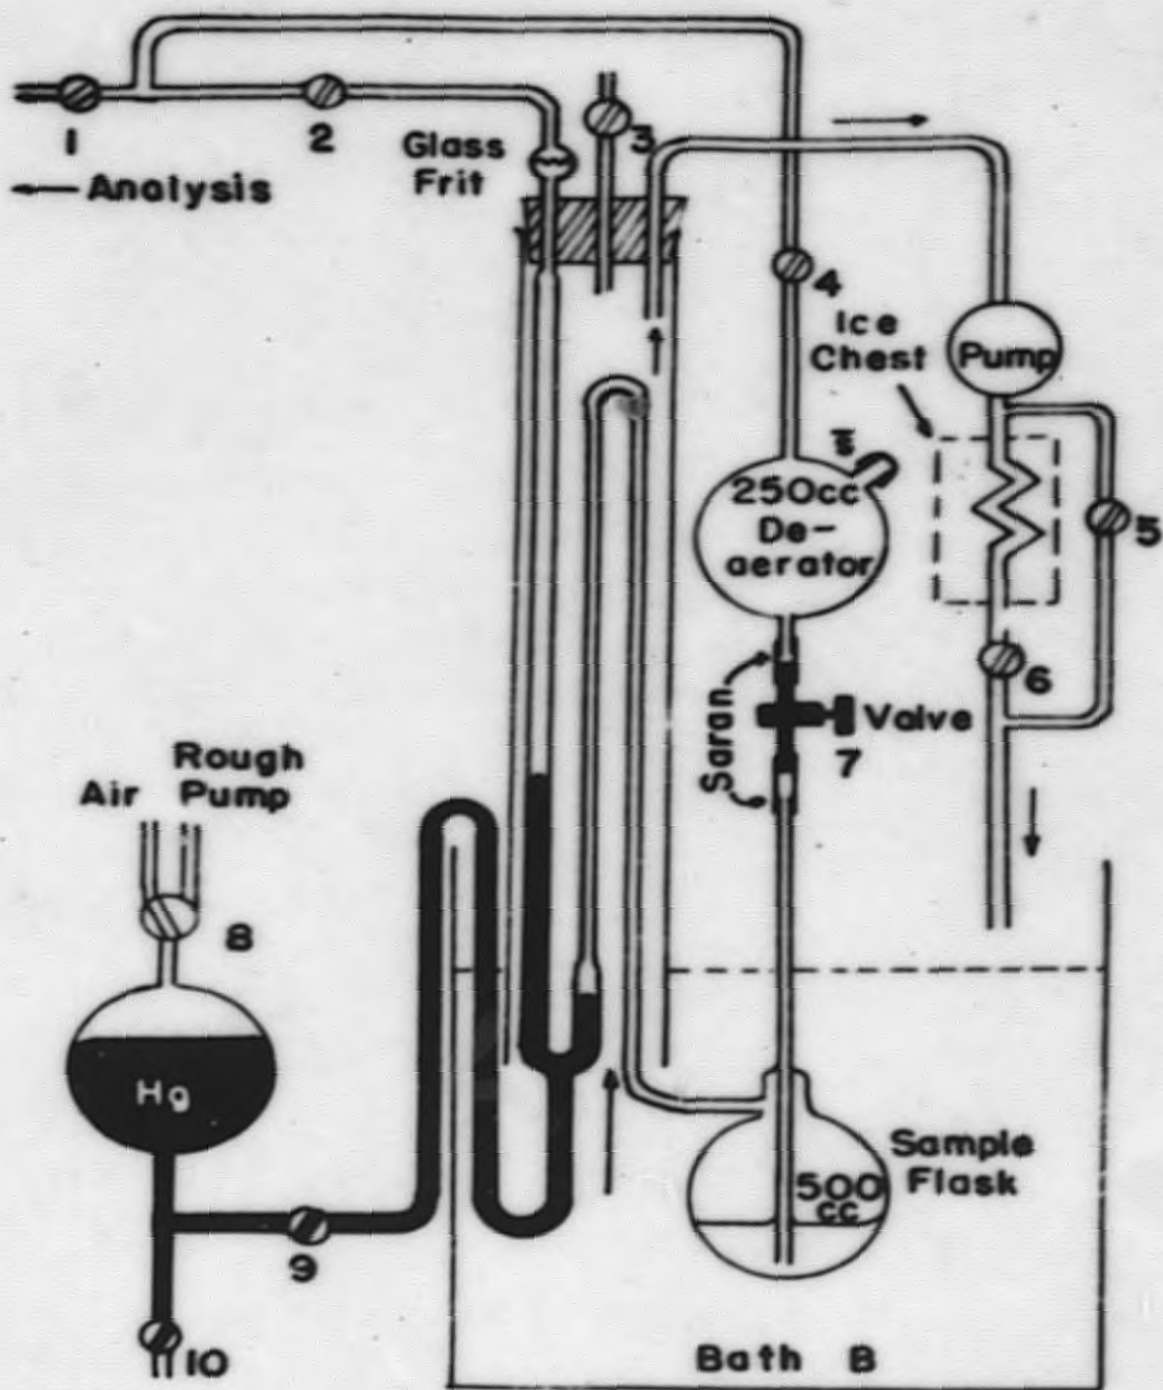 1
2
Glass
Frit
3
Analysis
4
Ice
Chest
Pump
5
250cc
De-
aerator
Saran
6
Valve
7
Rough
Air Pump
8
Hg
Sample
Flask
500
cc
9
10
Bath B